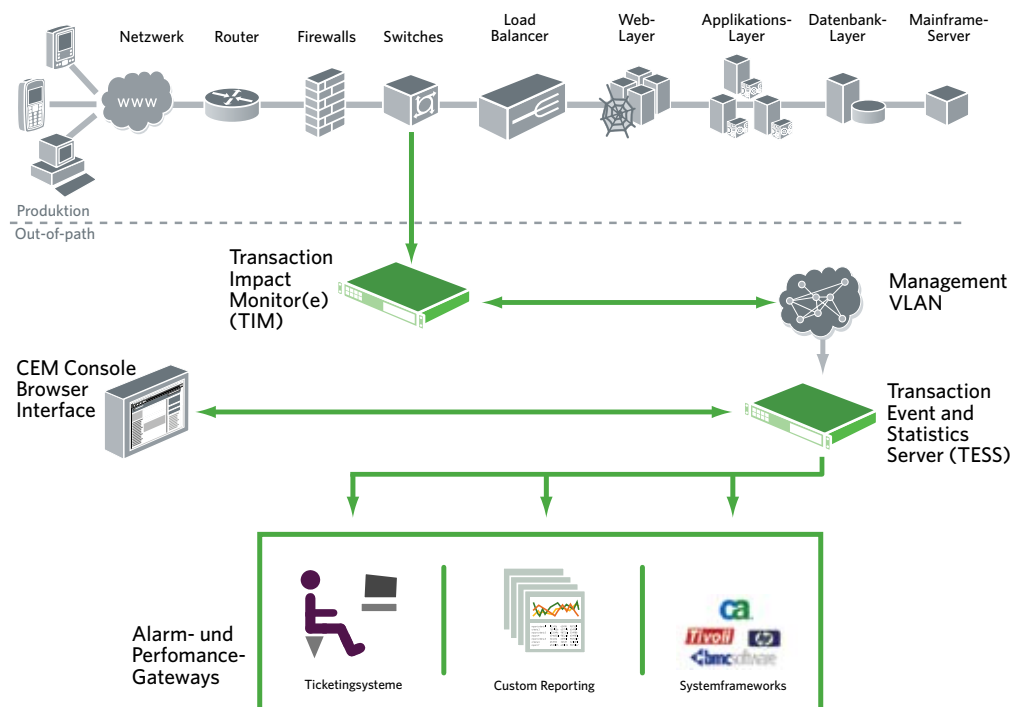 Netzwerk
Router
Firewalls
Switches
Load
Balancer
Web-
Layer
Applikations-
Layer
Datenbank-
Layer
Mainframe-
Server
WWW
Produktion
Out-of-path
Transaction
Impact
Monitor(e)
(TIM)
Management
VLAN
CEM Console
Browser
Interface
Transaction
Event and
Statistics
Server (TESS)
Alarm- und
Perfomance-
Gateways
Ticketingsysteme
Custom Reporting
ca
Tivoli
hp
bmcsoftware
Systemframeworks